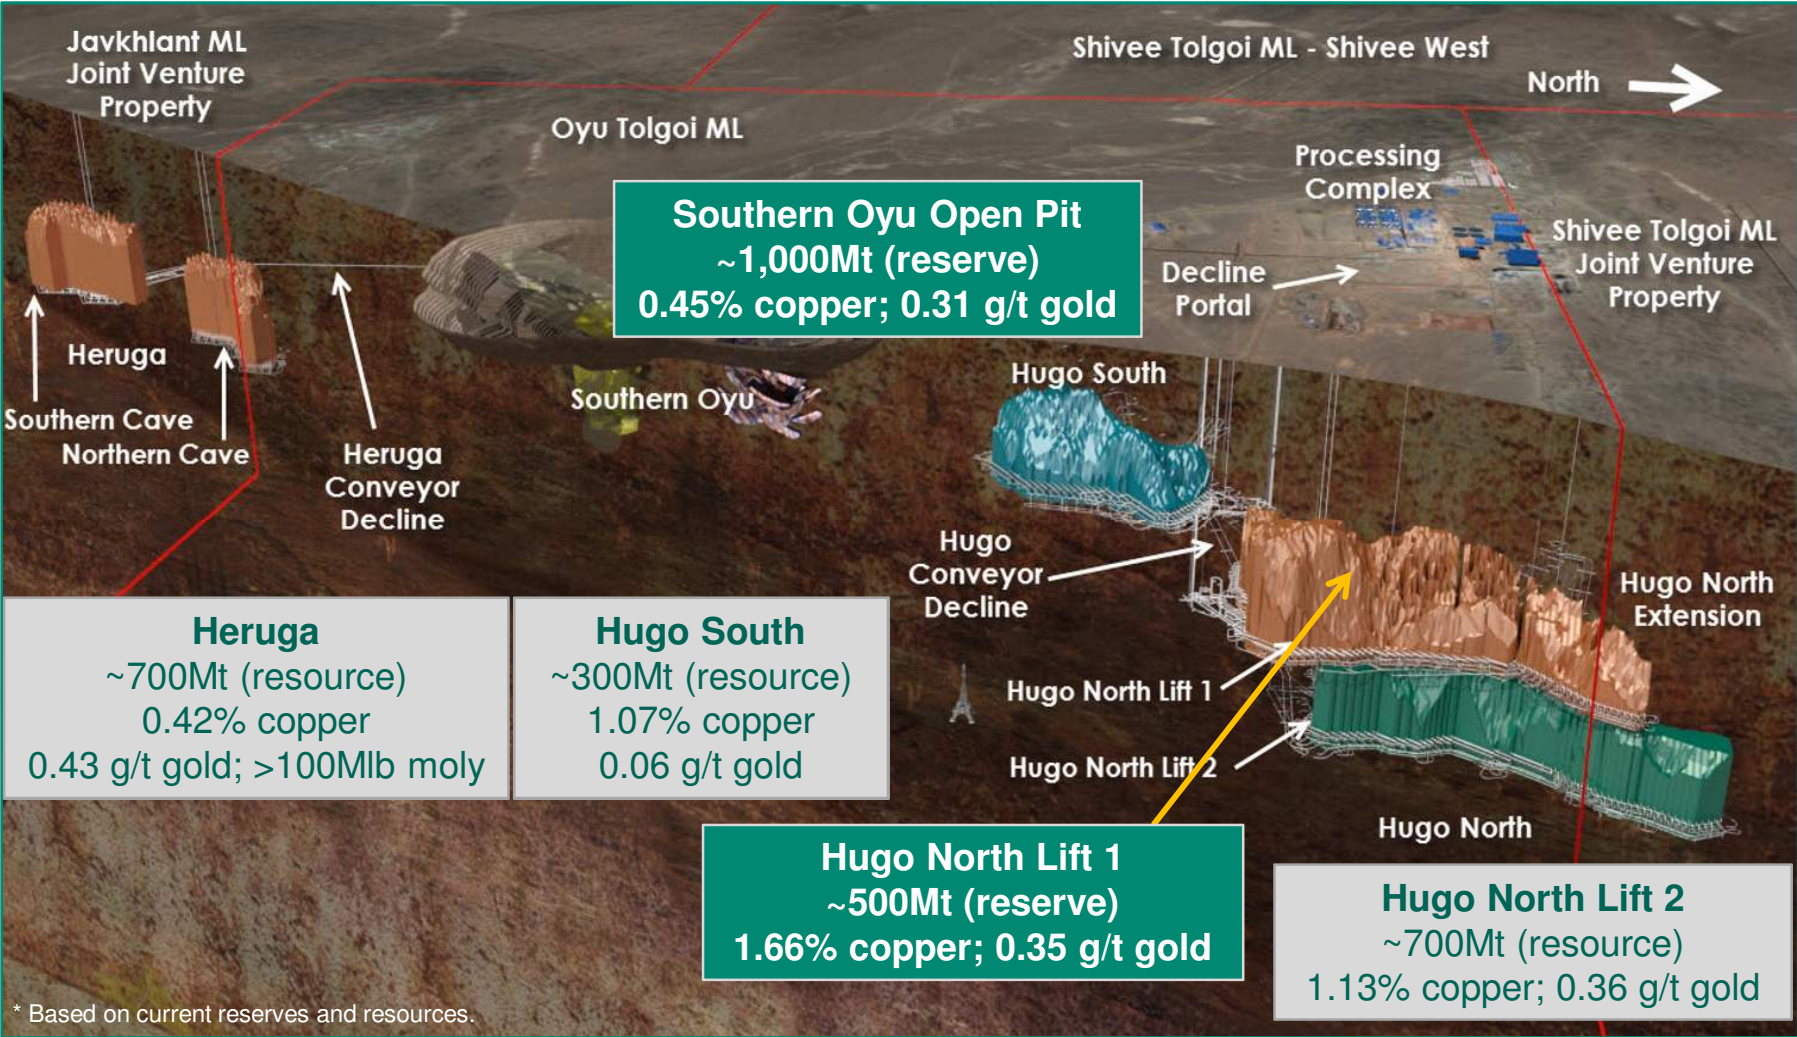 Javkhlant ML
Joint Venture
Property
Shivee Tolgoi ML - Shivee West
North
Oyu Tolgoi ML
Processing
Complex
Southern Oyu Open Pit
~1,000Mt (reserve)
0.45% copper; 0.31 g/t gold
Shivee Tolgoi ML
Joint Venture
Property
Decline
Portal
Heruga
Southern Cave
Northern Cave
Heruga
Conveyor
Decline
Southern Oyu
Hugo South
Hugo
Conveyor
Decline
Hugo North
Extension
Heruga
~700Mt (resource)
0.42% copper
0.43 g/t gold; >100Mlb moly
Hugo South
~300Mt (resource)
1.07% copper
0.06 g/t gold
Hugo North Lift 1
Hugo North Lift 2
Hugo North
Hugo North Lift 1
~500Mt (reserve)
1.66% copper; 0.35 g/t gold
Hugo North Lift 2
~700Mt (resource)
1.13% copper; 0.36 g/t gold
* Based on current reserves and resources.